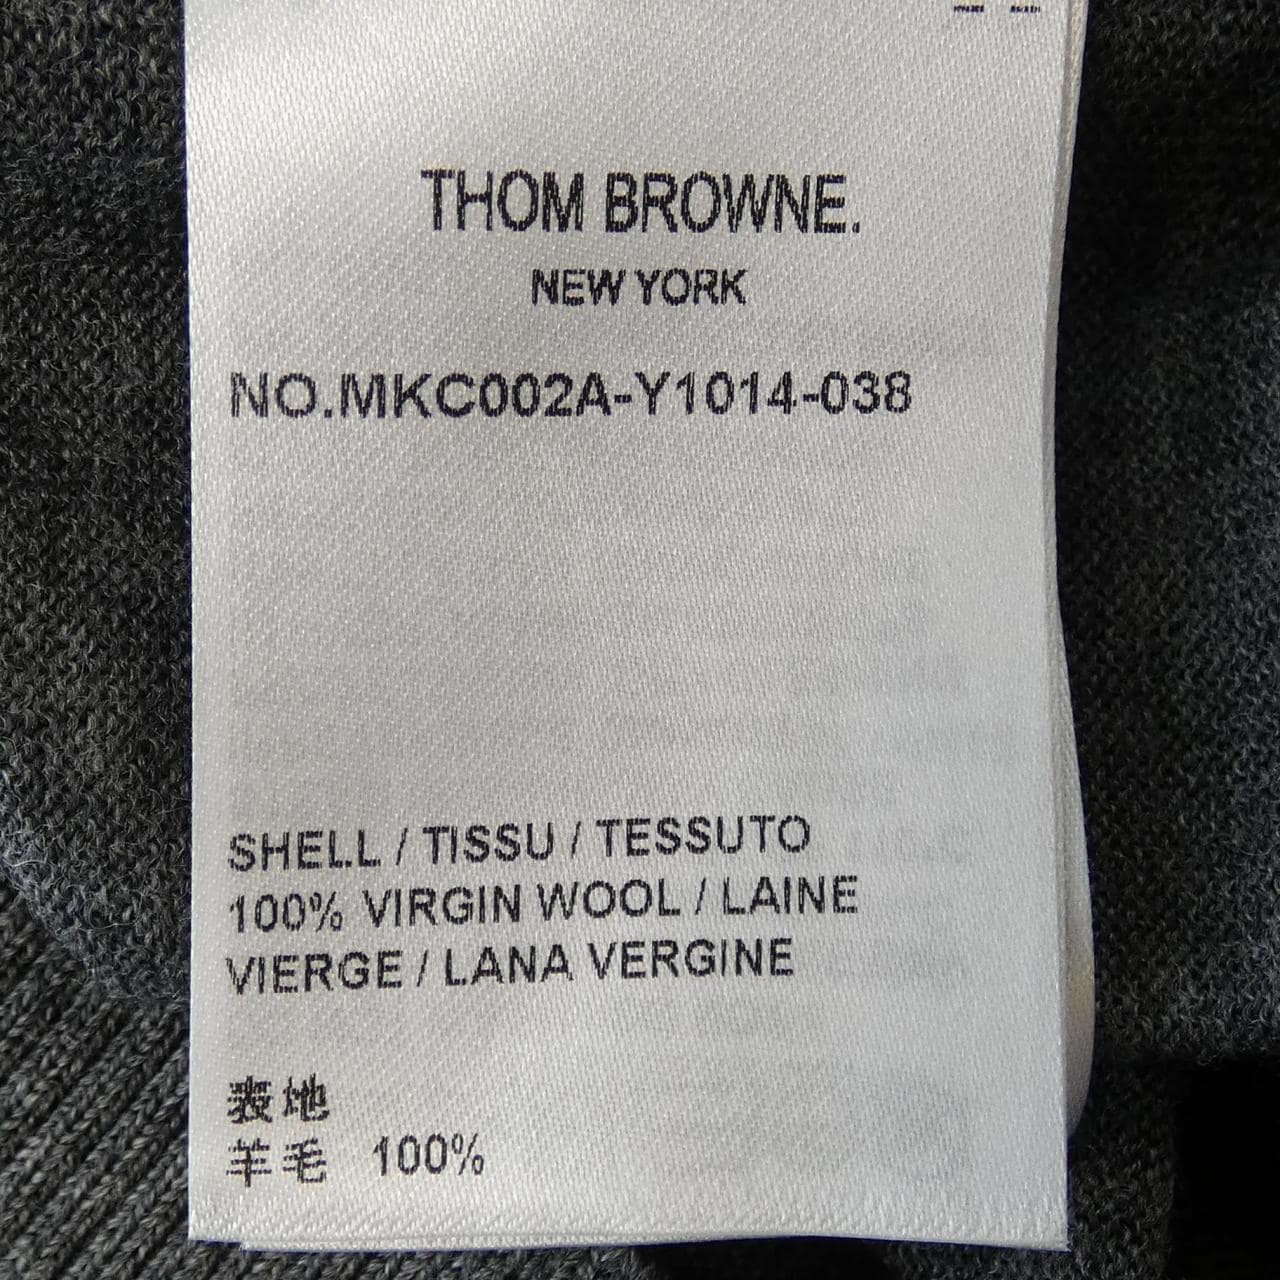 THOM BROWNE.
NEW YORK
NO.MKC002A-Y1014-038
SHELL / TISSU / TESSUTO
100% VIRGIN WOOL / LAINE
VIERGE / LANA VERGINE
表地
羊毛 100%